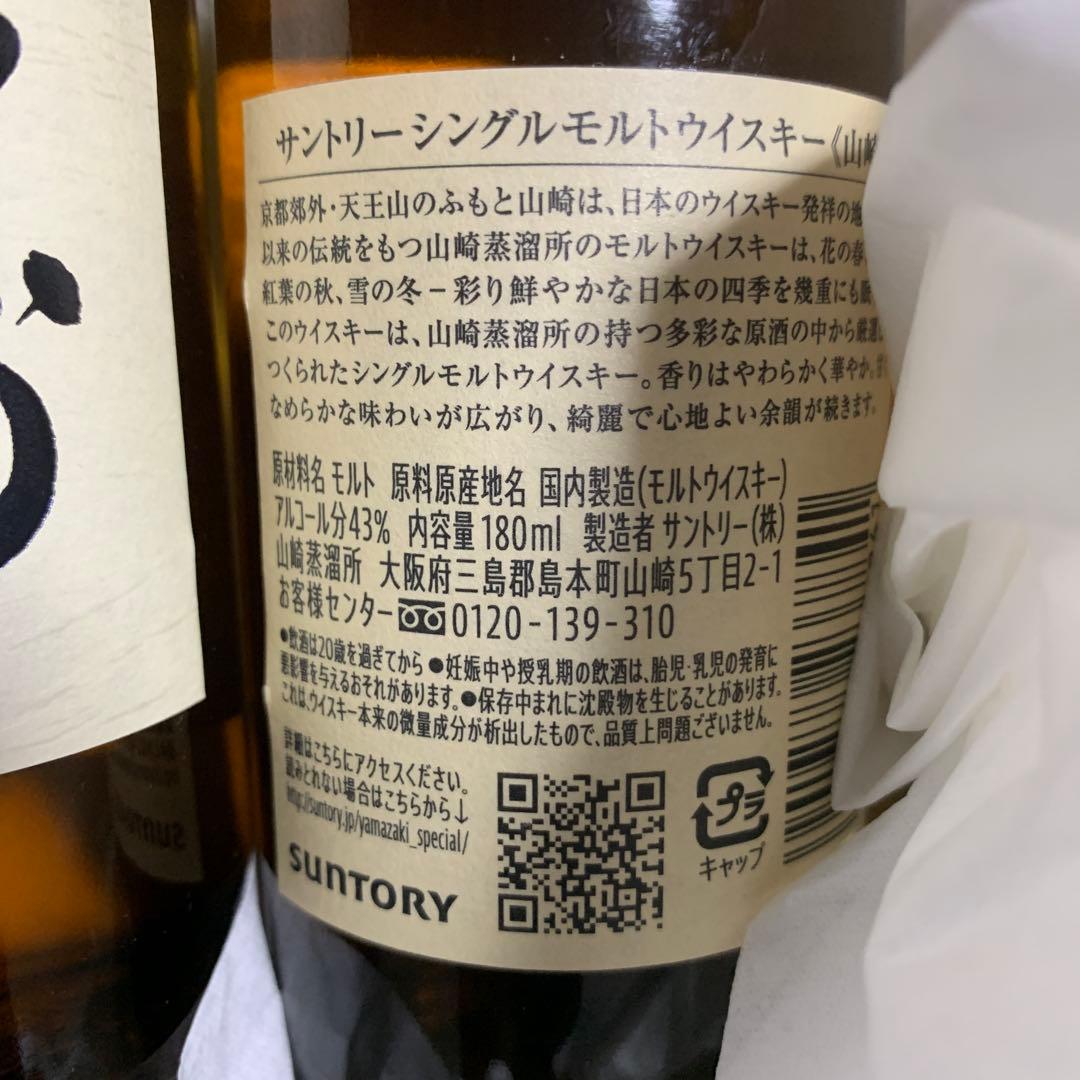 サントリーシングルモルトウイスキー《山崎
京都郊外・天王山のふもと山崎は、日本のウイスキー発祥の地
以来の伝統をもつ山崎蒸溜所のモルトウイスキーは、花の春、
紅葉の秋、雪の冬－彩り鮮やかな日本の四季を幾重にも
このウイスキーは、山崎蒸溜所の持つ多彩な原酒の中から厳選
つくられたシングルモルトウイスキー。香りはやわらかく華やか。
なめらかな味わいが広がり、綺麗で心地よい余韻が続きます。
原材料名 モルト 原料原産地名 国内製造(モルトウイスキー)
アルコール分43% 内容量180ml 製造者 サントリー(株)
山崎蒸溜所 大阪府三島郡島本町山崎5丁目2-1
お客様センター 0120-139-310
●飲酒は20歳を過ぎてから ●妊娠中や授乳期の飲酒は、胎児・乳児の発育に
悪影響を与えるおそれがあります。●保存中まれに沈殿物を生じることがあります。
これは、ウイスキー本来の微量成分が析出したもので、品質上問題ございません。
詳細はこちらにアクセスください。
読みとれない場合はこちらから↓
http://suntory.jp/yamazaki_special/
SUNTORY
プラ
キャップ